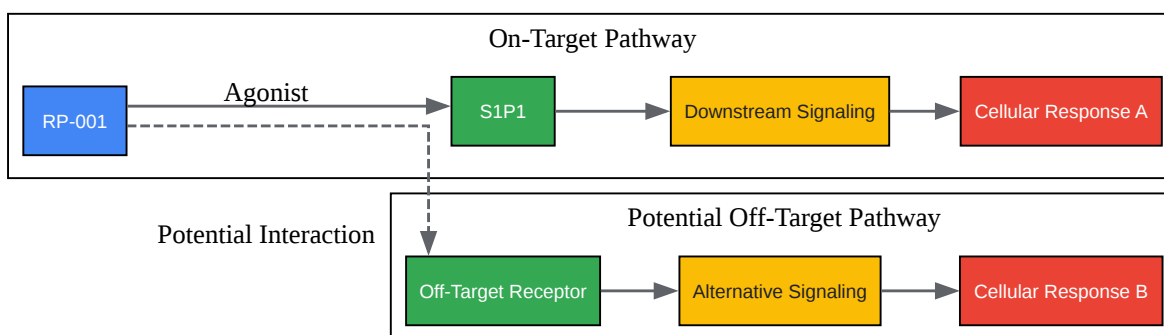 On-Target Pathway
Agonist
RP-001
S1P1
Downstream Signaling
Cellular Response A
Potential Interaction
Potential Off-Target Pathway
Off-Target Receptor
Alternative Signaling
Cellular Response B